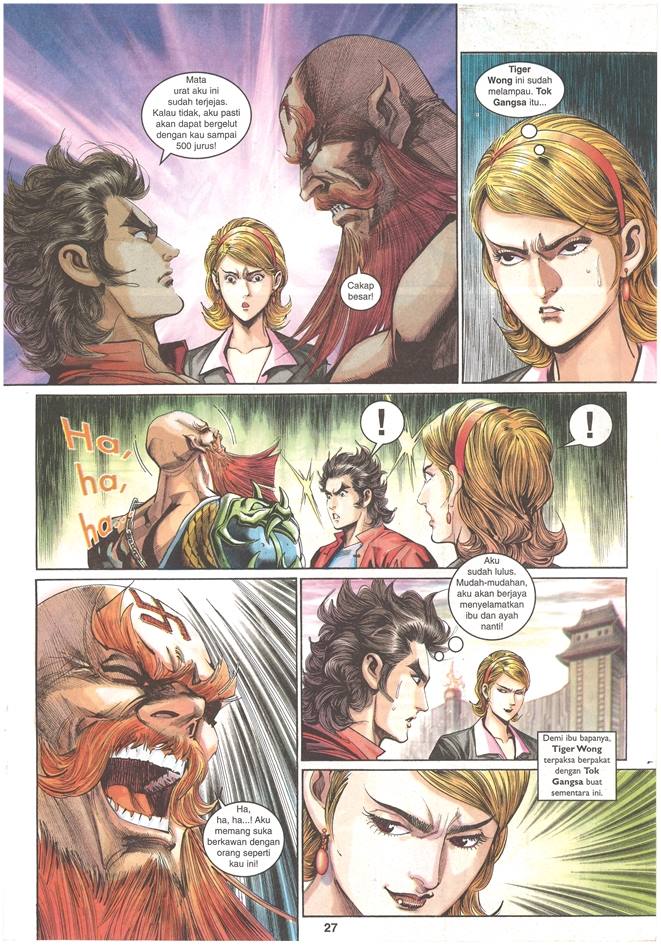 Mata
urat aku ini
sudah terjejas.
Kalau tidak, aku pasti
akan dapat bergelut
dengan kau sampai
500 jurus!
Cakap
besar!
Tiger
Wong ini sudah
melampau. Tok
Gangsa itu...
Ha,
ha,
ha...
!
!
Aku
sudah lulus.
Mudah-mudahan,
aku akan berjaya
menyelamatkan
ibu dan ayah
nanti!
Ha,
ha, ha...! Aku
memang suka
berkawan dengan
orang seperti
kau ini!
Demi ibu bapanya,
Tiger Wong
terpaksa berpakat
dengan Tok
Gangsa buat
sementara ini.
27